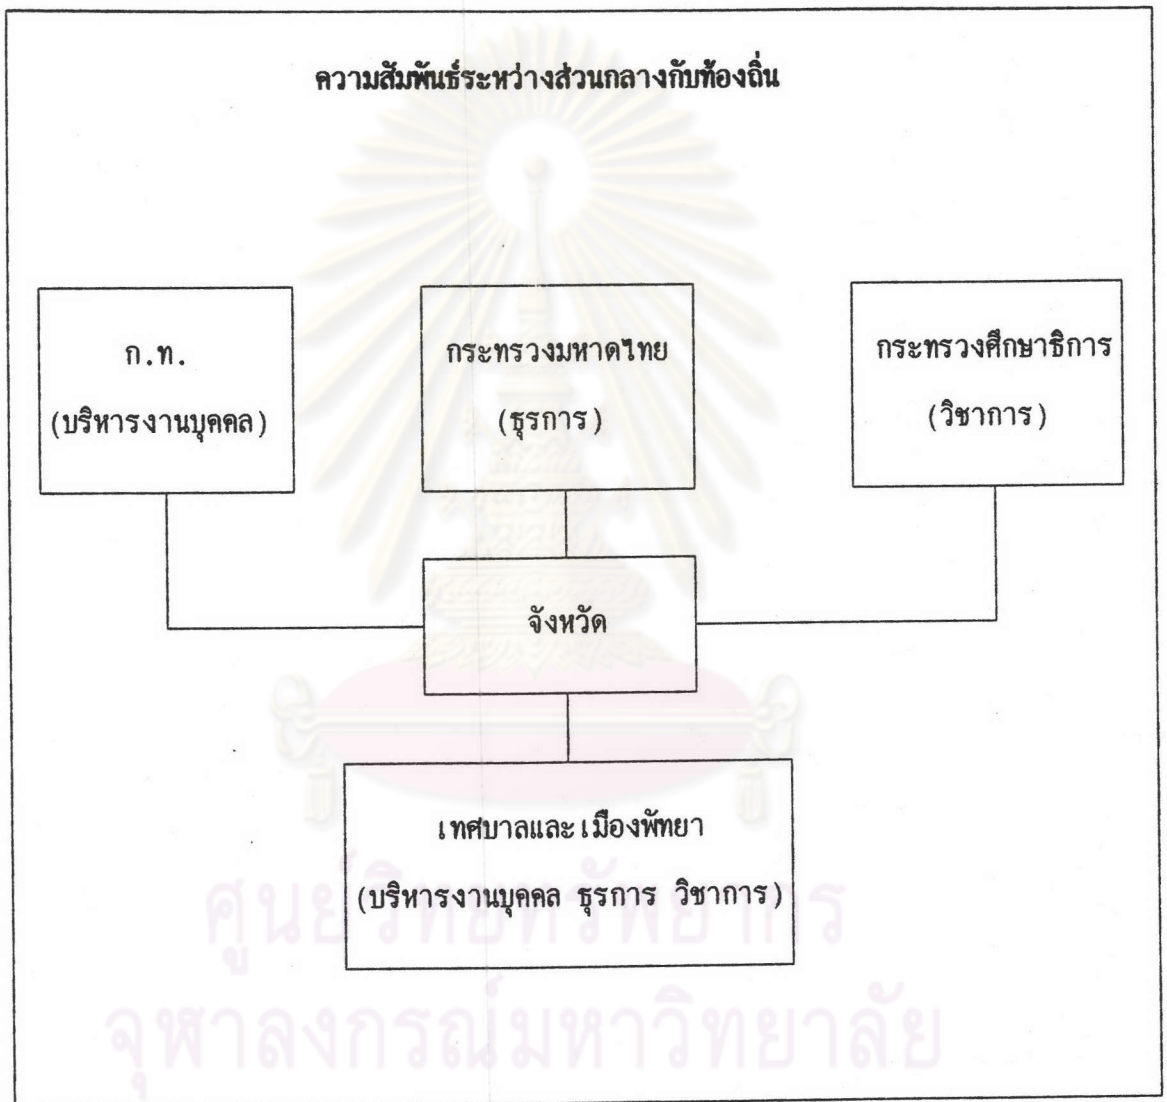 ความสัมพันธ์ระหว่างส่วนกลางกับท้องถิ่น
ก.ท.
(บริหารงานบุคคล)
กระทรวงมหาดไทย
(ธุรการ)
กระทรวงศึกษาธิการ
(วิชาการ)
จังหวัด
เทศบาลและเมืองพัทยา
(บริหารงานบุคคล ธุรการ วิชาการ)
ศูนย์วิทยทรัพยากร
จุฬาลงกรณ์มหาวิทยาลัย